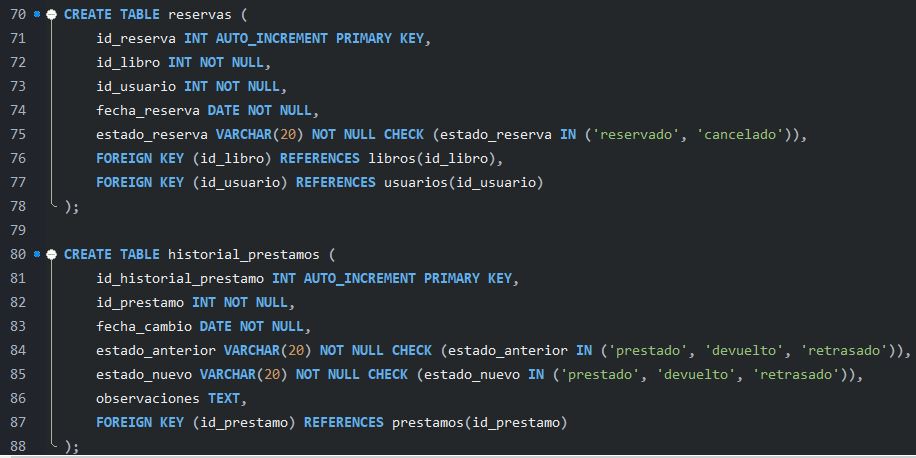 70 CREATE TABLE reservas (
71 id_reserva INT AUTO_INCREMENT PRIMARY KEY,
72 id_libro INT NOT NULL,
73 id_usuario INT NOT NULL,
74 fecha_reserva DATE NOT NULL,
75 estado_reserva VARCHAR(20) NOT NULL CHECK (estado_reserva IN ('reservado', 'cancelado')),
76 FOREIGN KEY (id_libro) REFERENCES libros(id_libro),
77 FOREIGN KEY (id_usuario) REFERENCES usuarios(id_usuario)
78 );
79
80 CREATE TABLE historial_prestamos (
81 id_historial_prestamo INT AUTO_INCREMENT PRIMARY KEY,
82 id_prestamo INT NOT NULL,
83 fecha_cambio DATE NOT NULL,
84 estado_anterior VARCHAR(20) NOT NULL CHECK (estado_anterior IN ('prestado', 'devuelto', 'retrasado')),
85 estado_nuevo VARCHAR(20) NOT NULL CHECK (estado_nuevo IN ('prestado', 'devuelto', 'retrasado')),
86 observaciones TEXT,
87 FOREIGN KEY (id_prestamo) REFERENCES prestamos(id_prestamo)
88 );